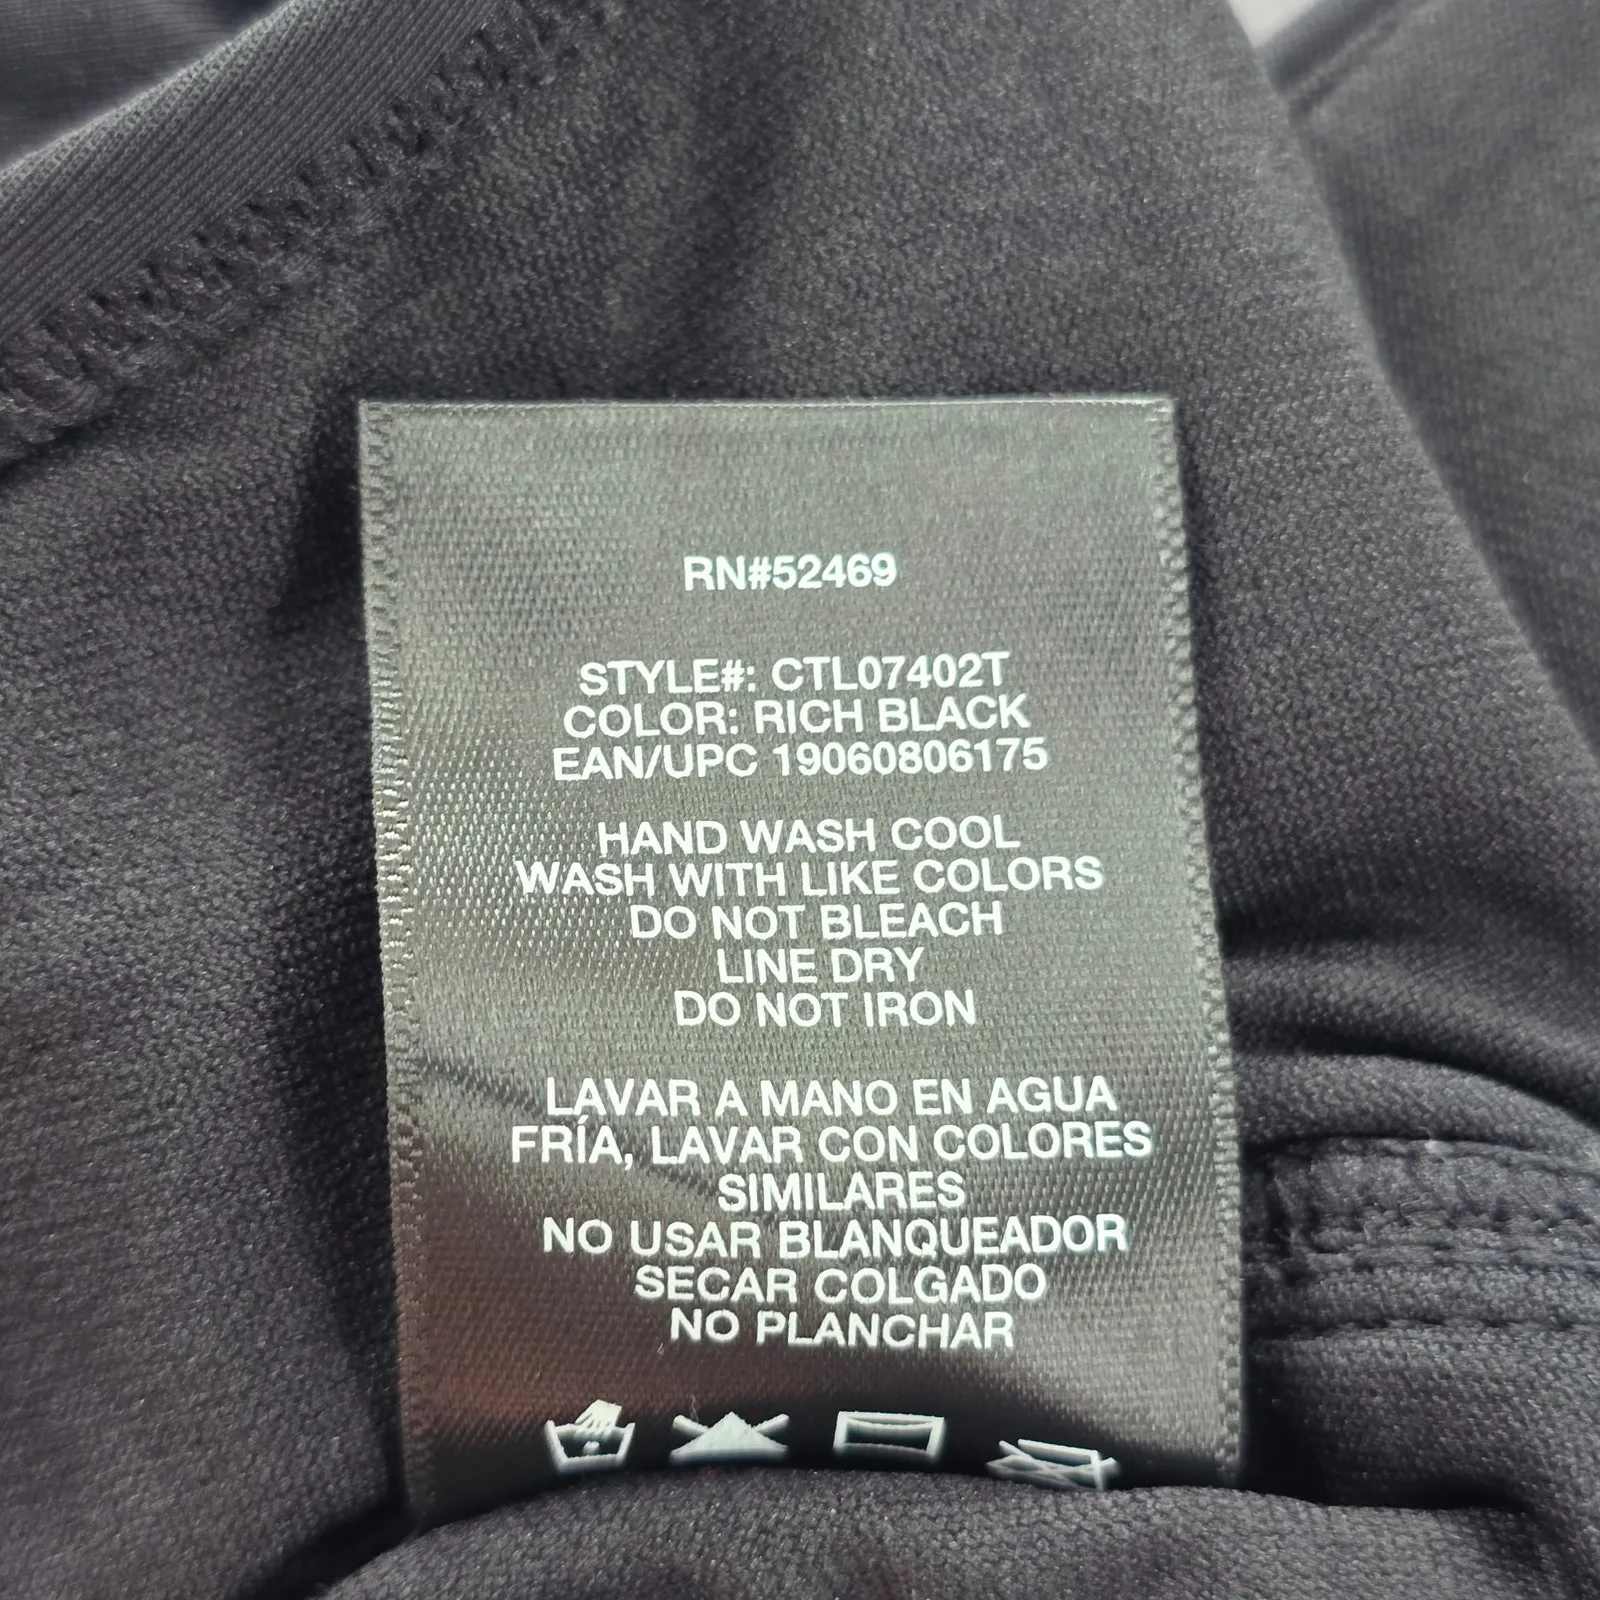 RN#52469
STYLE#: CTL07402T
COLOR: RICH BLACK
EAN/UPC 19060806175
HAND WASH COOL
WASH WITH LIKE COLORS
DO NOT BLEACH
LINE DRY
DO NOT IRON
LAVAR A MANO EN AGUA
FRÍA, LAVAR CON COLORES
SIMILARES
NO USAR BLANQUEADOR
SECAR COLGADO
NO PLANCHAR